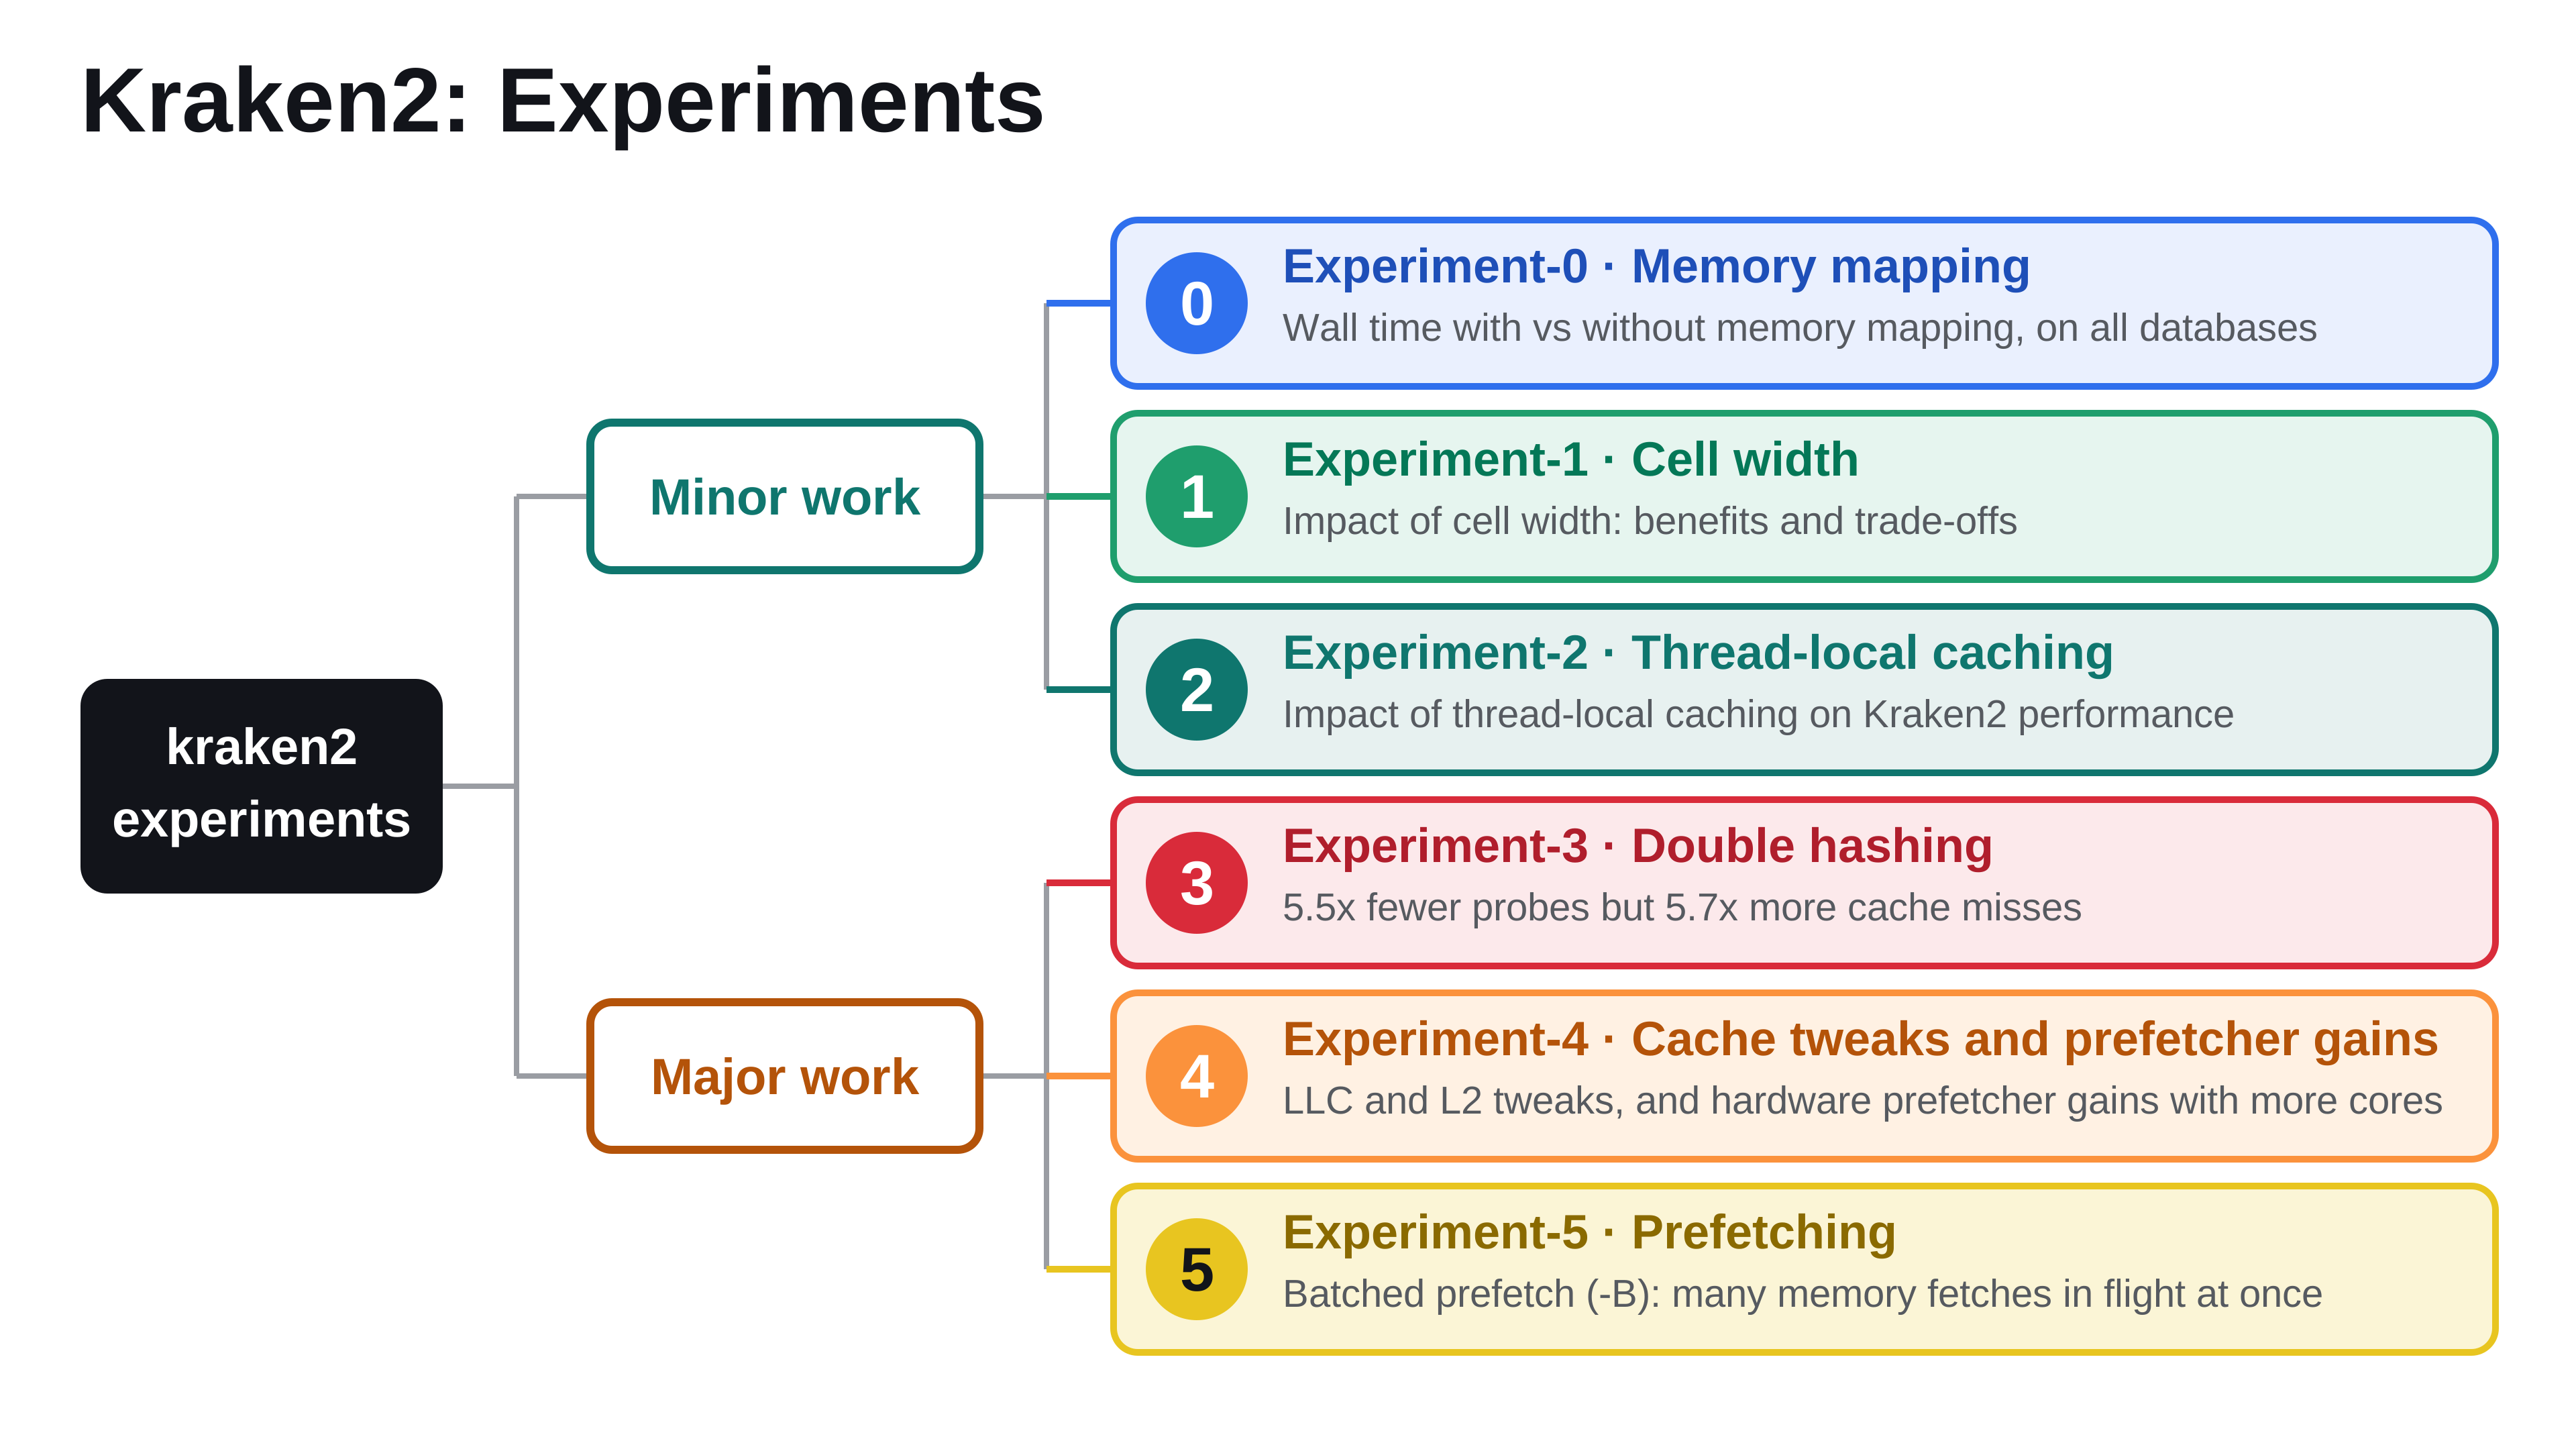 Kraken2: Experiments
kraken2
experiments
Minor work
Major work
0
Experiment-0 · Memory mapping
Wall time with vs without memory mapping, on all databases
1
Experiment-1 · Cell width
Impact of cell width: benefits and trade-offs
2
Experiment-2 · Thread-local caching
Impact of thread-local caching on Kraken2 performance
3
Experiment-3 · Double hashing
5.5x fewer probes but 5.7x more cache misses
4
Experiment-4 · Cache tweaks and prefetcher gains
LLC and L2 tweaks, and hardware prefetcher gains with more cores
5
Experiment-5 · Prefetching
Batched prefetch (-B): many memory fetches in flight at once